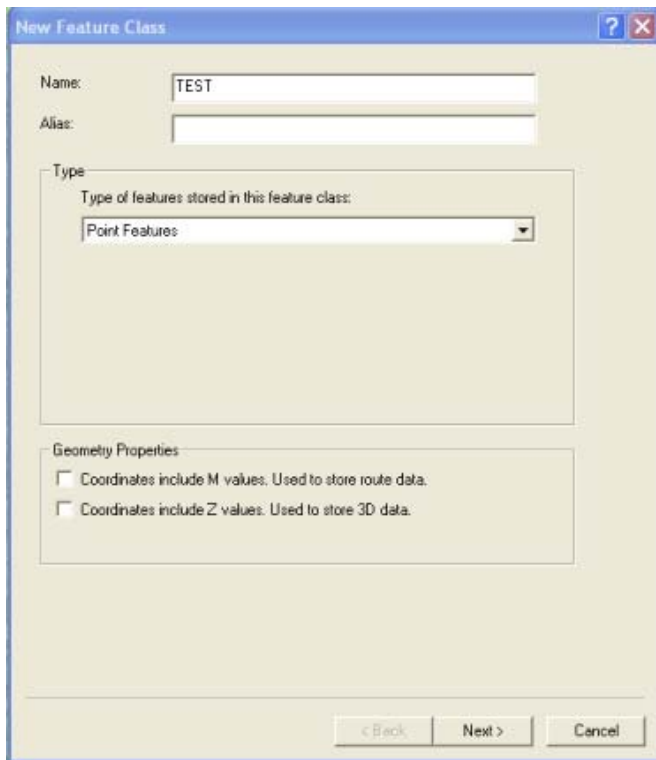 New Feature Class
Name: TEST
Alias:
Type
Type of features stored in this feature class:
Point Features
Geometry Properties
Coordinates include M values. Used to store route data.
Coordinates include Z values. Used to store 3D data.
< Back Next > Cancel